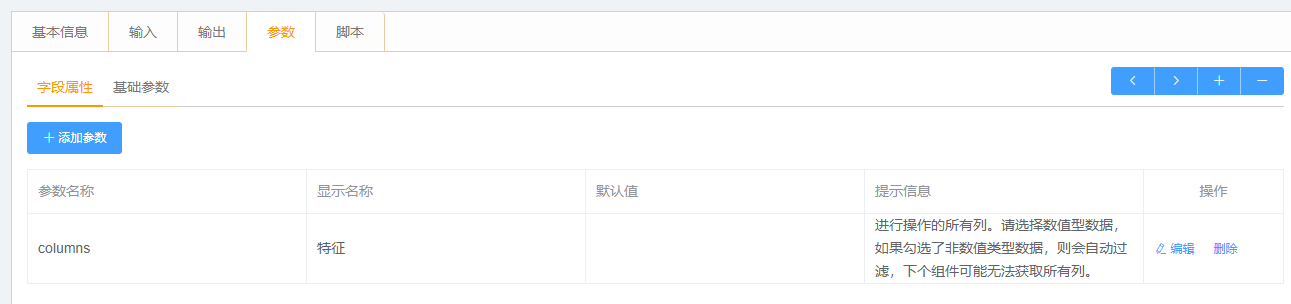 基本信息 输入 输出 参数 脚本
字段属性 基础参数
添加参数
参数名称 显示名称 默认值 提示信息 操作
columns 特征 进行操作的所有列。请选择数值型数据，
如果勾选了非数值类型数据，则会自动过
滤，下个组件可能无法获取所有列。
编辑 删除